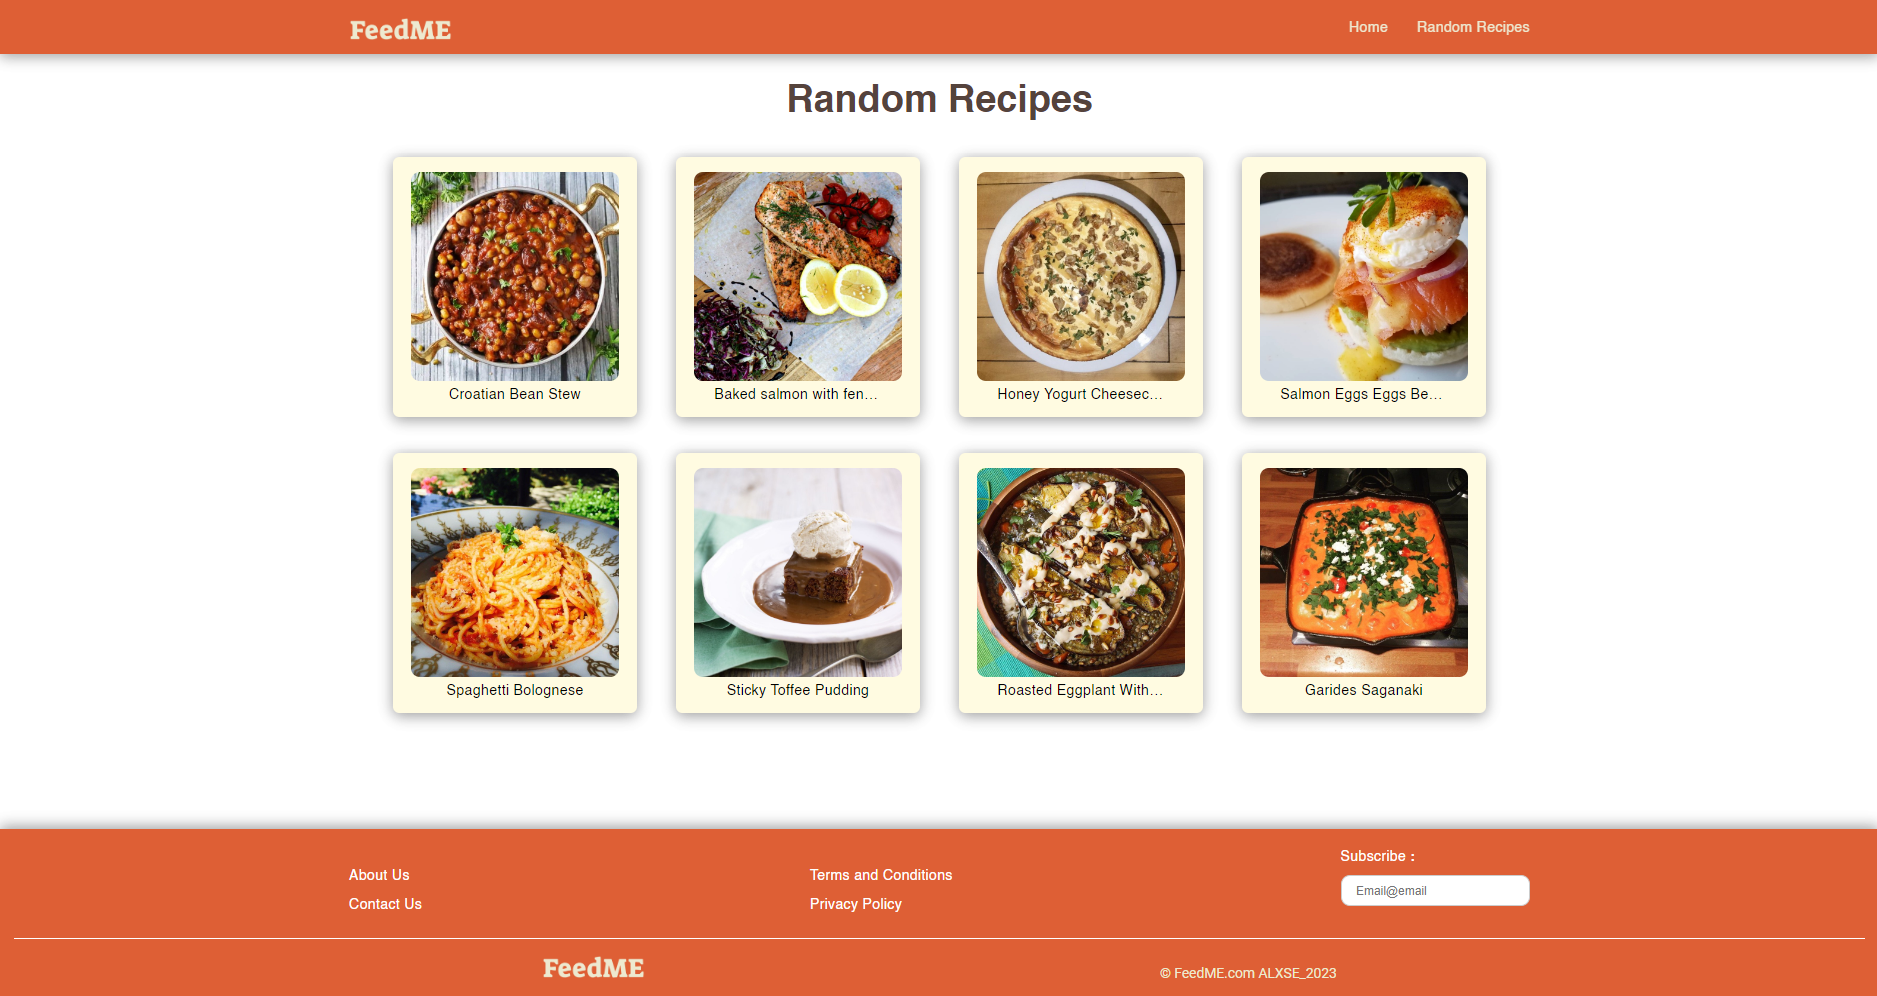 FeedME
Home Random Recipes
Random Recipes
Croatian Bean Stew
Baked salmon with fen...
Honey Yogurt Cheesec...
Salmon Eggs Eggs Be...
Spaghetti Bolognese
Sticky Toffee Pudding
Roasted Eggplant With...
Garides Saganaki
About Us
Contact Us
Terms and Conditions
Privacy Policy
Subscribe :
Email@email
FeedME
© FeedME.com ALXSE_2023